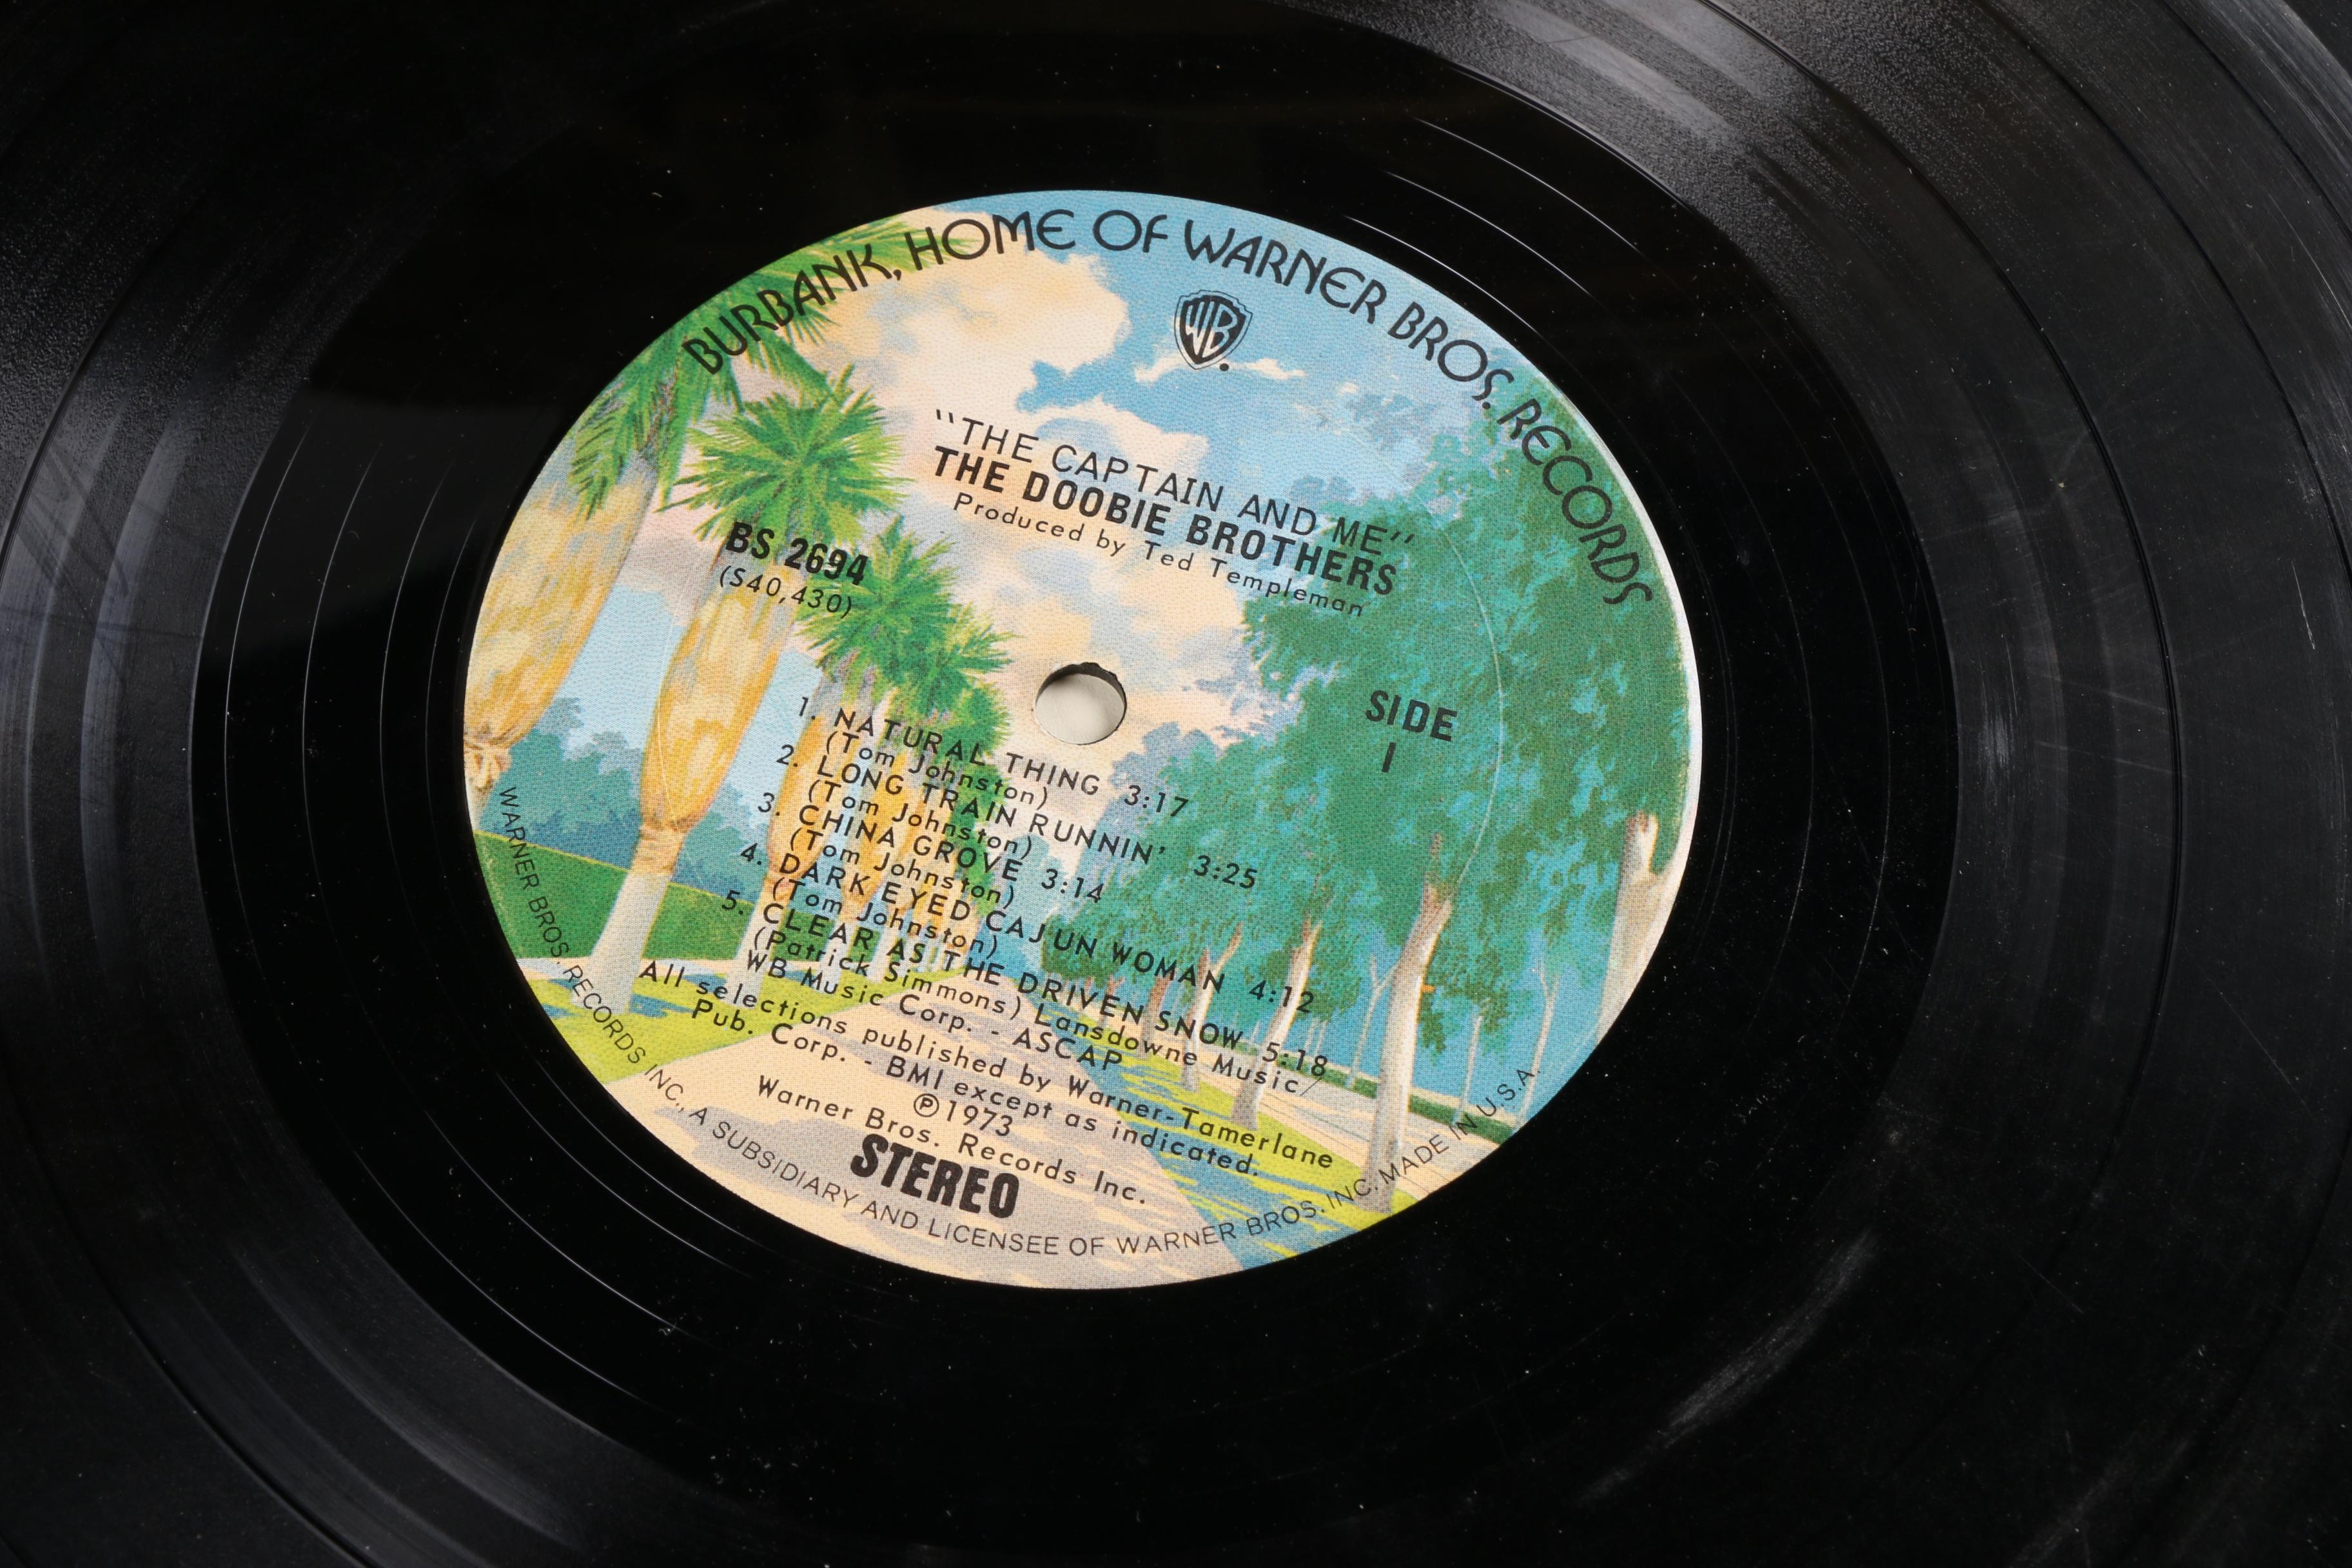 BURBANK, HOME OF WARNER BROS. RECORDS
WB
"THE CAPTAIN AND ME"
THE DOOBIE BROTHERS
Produced by Ted Templeman
BS 2694
(S40,430)
SIDE
1
1. NATURAL THING 3:17
(Tom Johnston)
2. LONG TRAIN RUNNIN' 3:25
(Tom Johnston)
3. CHINA GROVE 3:14
(Tom Johnston)
4. DARK EYED CAJUN WOMAN 4:12
(Tom Johnston)
5. CLEAR AS THE DRIVEN SNOW 5:18
(Patrick Simmons) Lansdowne Music/
WB Music Corp. - ASCAP
All selections published by Warner-Tamerlane
Pub. Corp. - BMI except as indicated.
℗1973
Warner Bros. Records Inc.
STEREO
WARNER BROS. RECORDS INC., A SUBSIDIARY AND LICENSEE OF WARNER BROS. INC. MADE IN U.S.A.